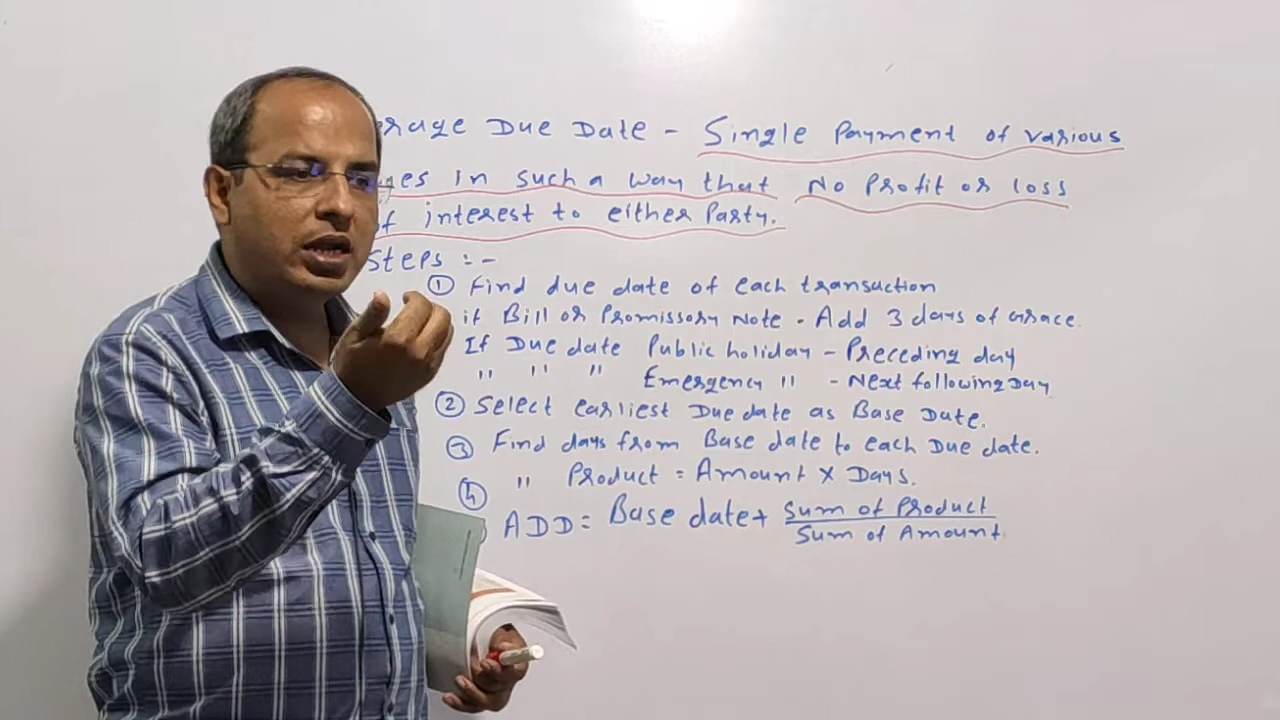 erage Due Date - Single Payment of various
es in such a way that No Profit or loss
of interest to either Party.
Steps :-
① Find due date of each transaction
if Bill or Promissory Note - Add 3 days of Grace.
If Due date Public holiday - Preceding day
" " " Emergency " - Next following Day
② Select earliest Due date as Base Date.
③ Find days from Base date to each Due date.
④ " Product = Amount X Days.
ADD = Base date + Sum of Product
Sum of Amount.